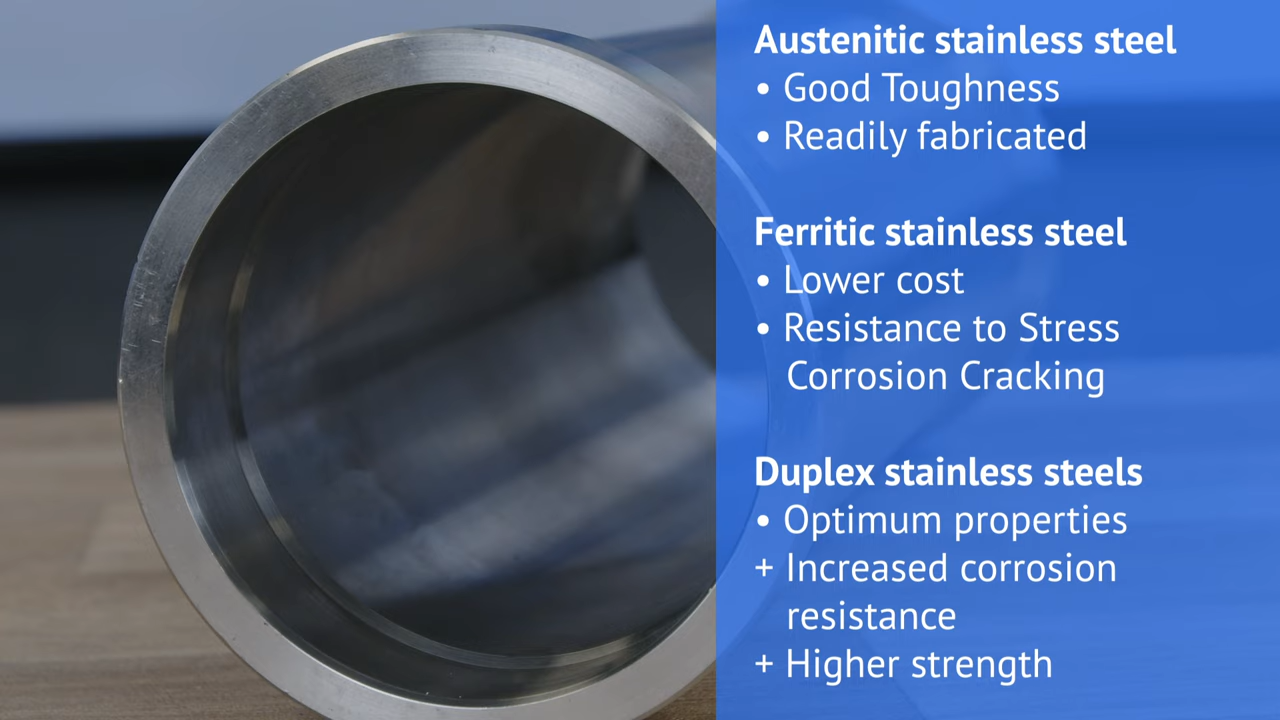 Austenitic stainless steel
• Good Toughness
• Readily fabricated
Ferritic stainless steel
• Lower cost
• Resistance to Stress
Corrosion Cracking
Duplex stainless steels
• Optimum properties
+ Increased corrosion
resistance
+ Higher strength